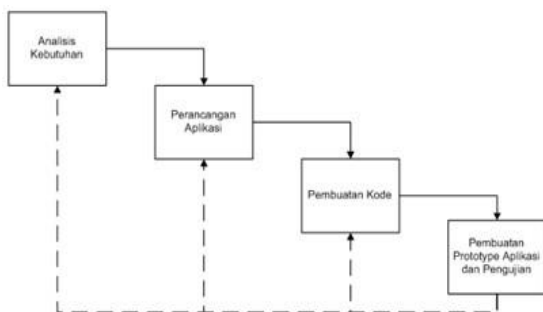 Analisis
Kebutuhan
Perancangan
Aplikasi
Pembuatan Kode
Pembuatan
Prototype Aplikasi
dan Pengujian